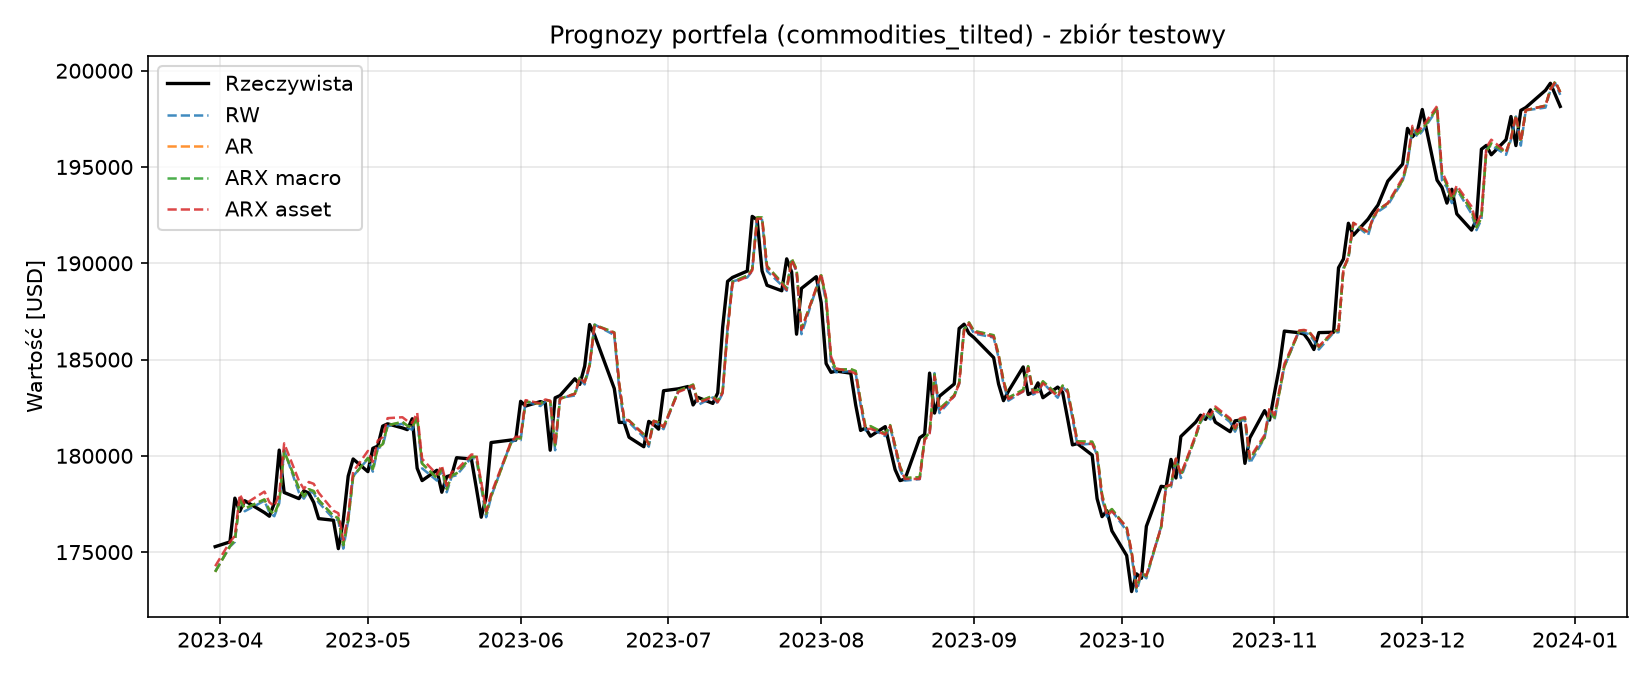 Prognozy portfela (commodities_tilted) - zbiór testowy
Rzeczywista
RW
AR
ARX macro
ARX asset
Wartość [USD]
200000
195000
190000
185000
180000
175000
2023-04
2023-05
2023-06
2023-07
2023-08
2023-09
2023-10
2023-11
2023-12
2024-01